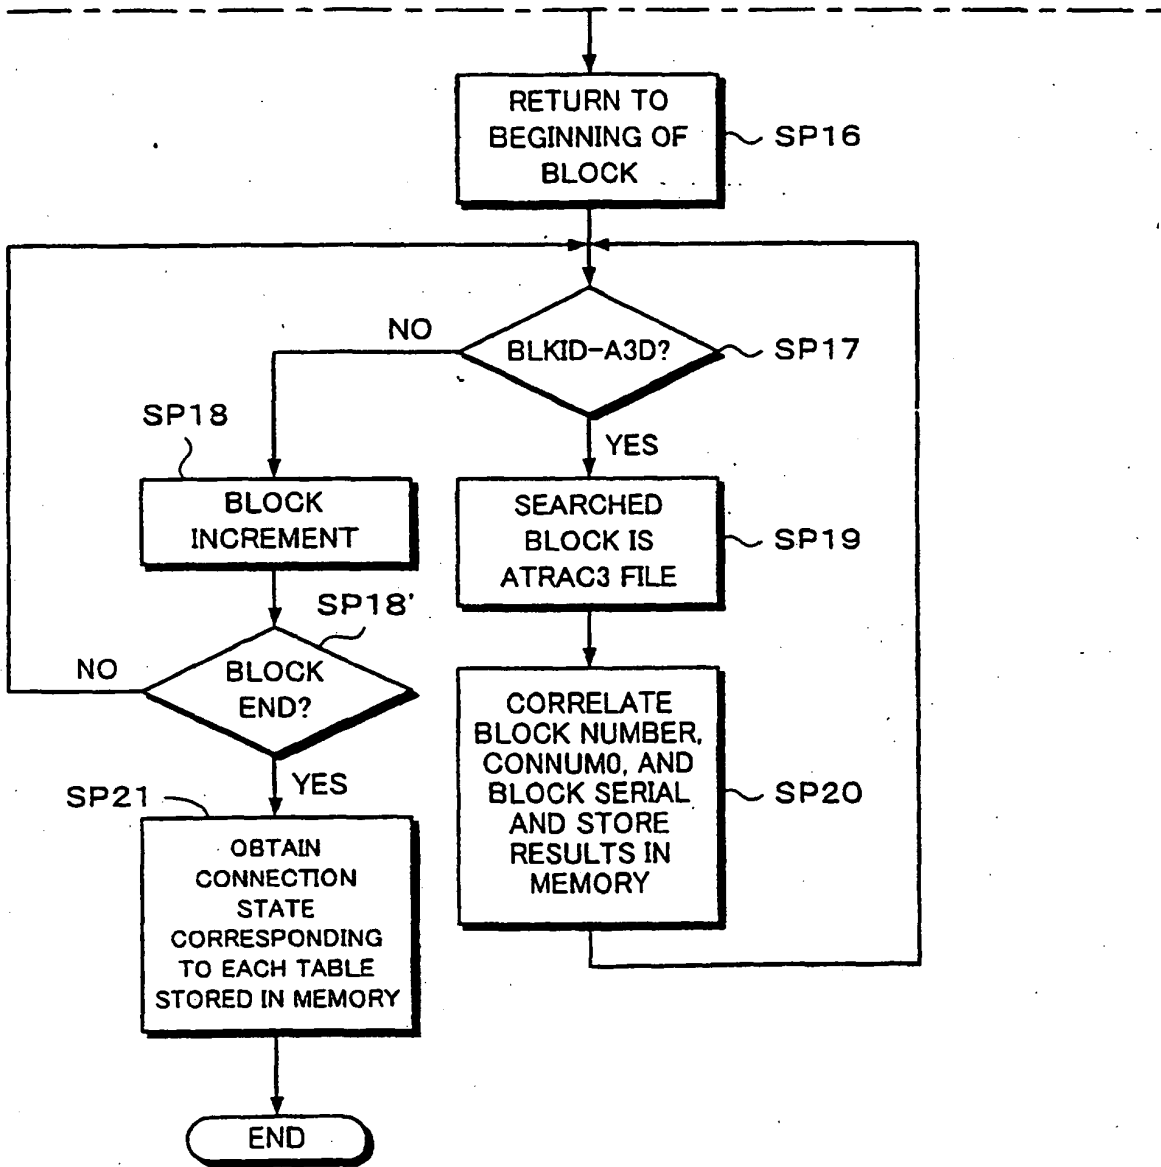 RETURN TO
BEGINNING OF
BLOCK
SP16
BLKID-A3D?
SP17
NO
YES
SP18
BLOCK
INCREMENT
SEARCHED
BLOCK IS
ATRAC3 FILE
SP19
SP18'
BLOCK
END?
NO
YES
CORRELATE
BLOCK NUMBER,
CONNUM0, AND
BLOCK SERIAL
AND STORE
RESULTS IN
MEMORY
SP20
SP21
OBTAIN
CONNECTION
STATE
CORRESPONDING
TO EACH TABLE
STORED IN MEMORY
END